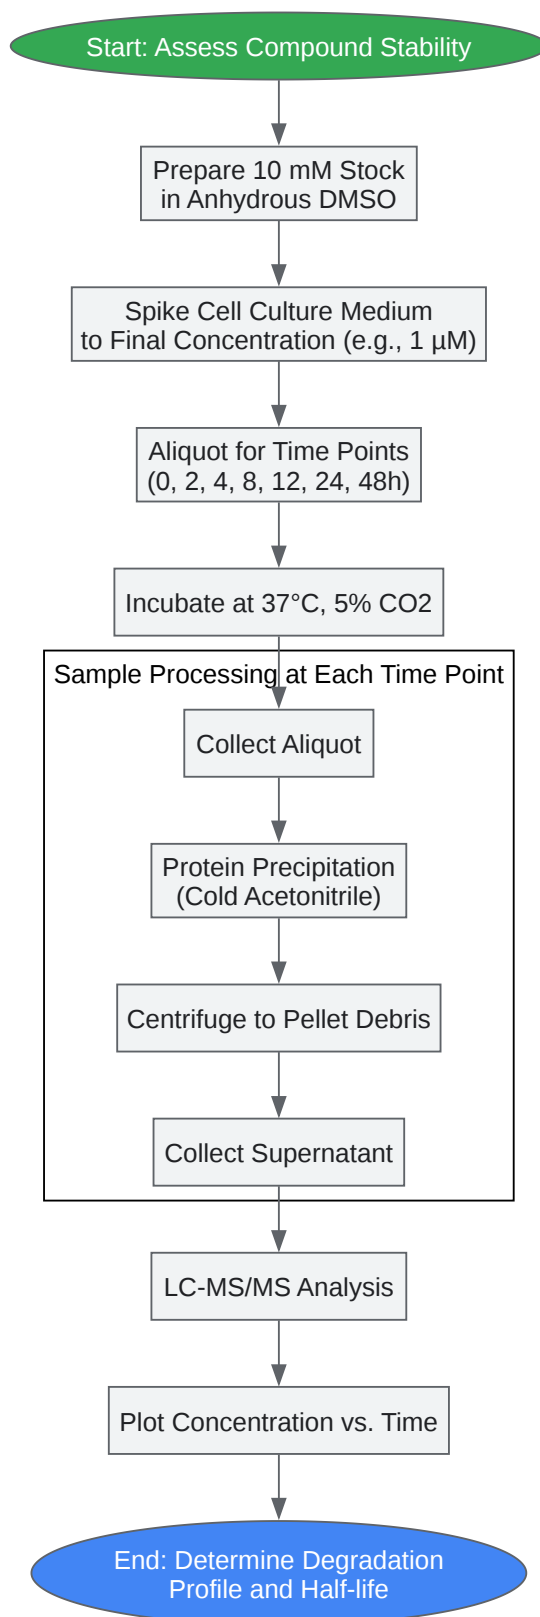 Start: Assess Compound Stability
Prepare 10 mM Stock
in Anhydrous DMSO
Spike Cell Culture Medium
to Final Concentration (e.g., 1 µM)
Aliquot for Time Points
(0, 2, 4, 8, 12, 24, 48h)
Incubate at 37°C, 5% CO2
Sample Processing at Each Time Point
Collect Aliquot
Protein Precipitation
(Cold Acetonitrile)
Centrifuge to Pellet Debris
Collect Supernatant
LC-MS/MS Analysis
Plot Concentration vs. Time
End: Determine Degradation
Profile and Half-life